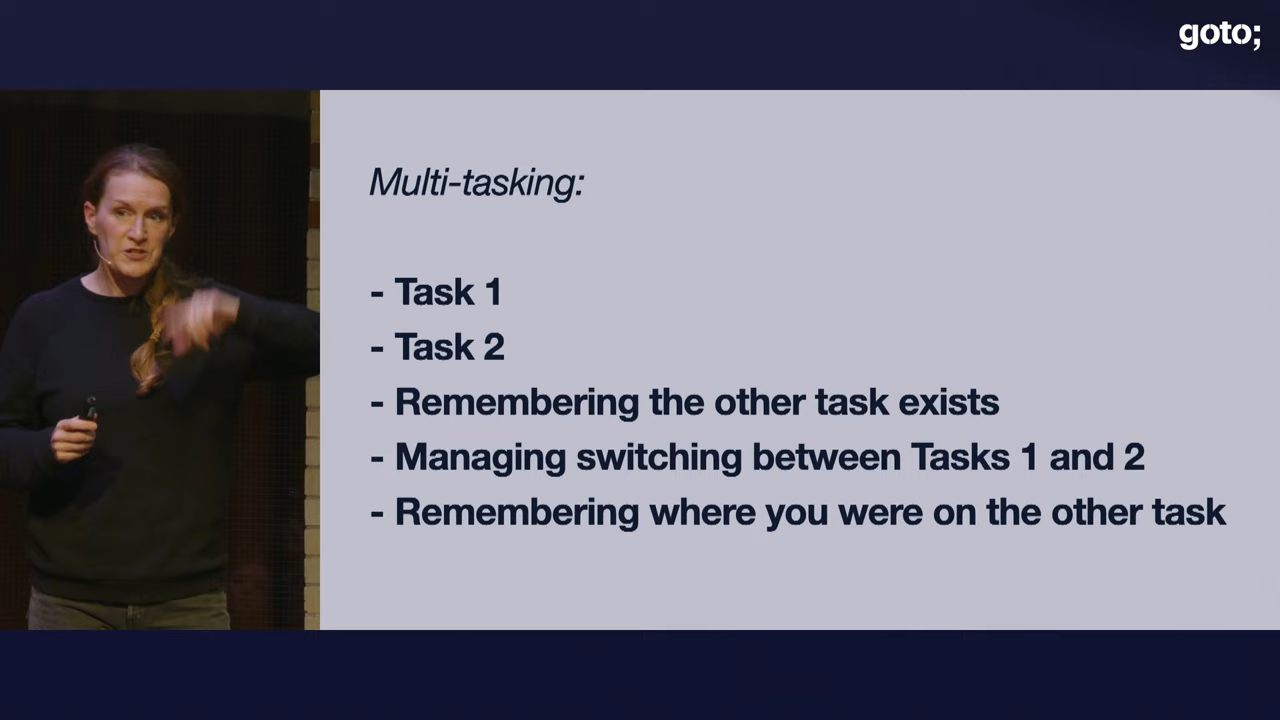 goto;
Multi-tasking:
- Task 1
- Task 2
- Remembering the other task exists
- Managing switching between Tasks 1 and 2
- Remembering where you were on the other task